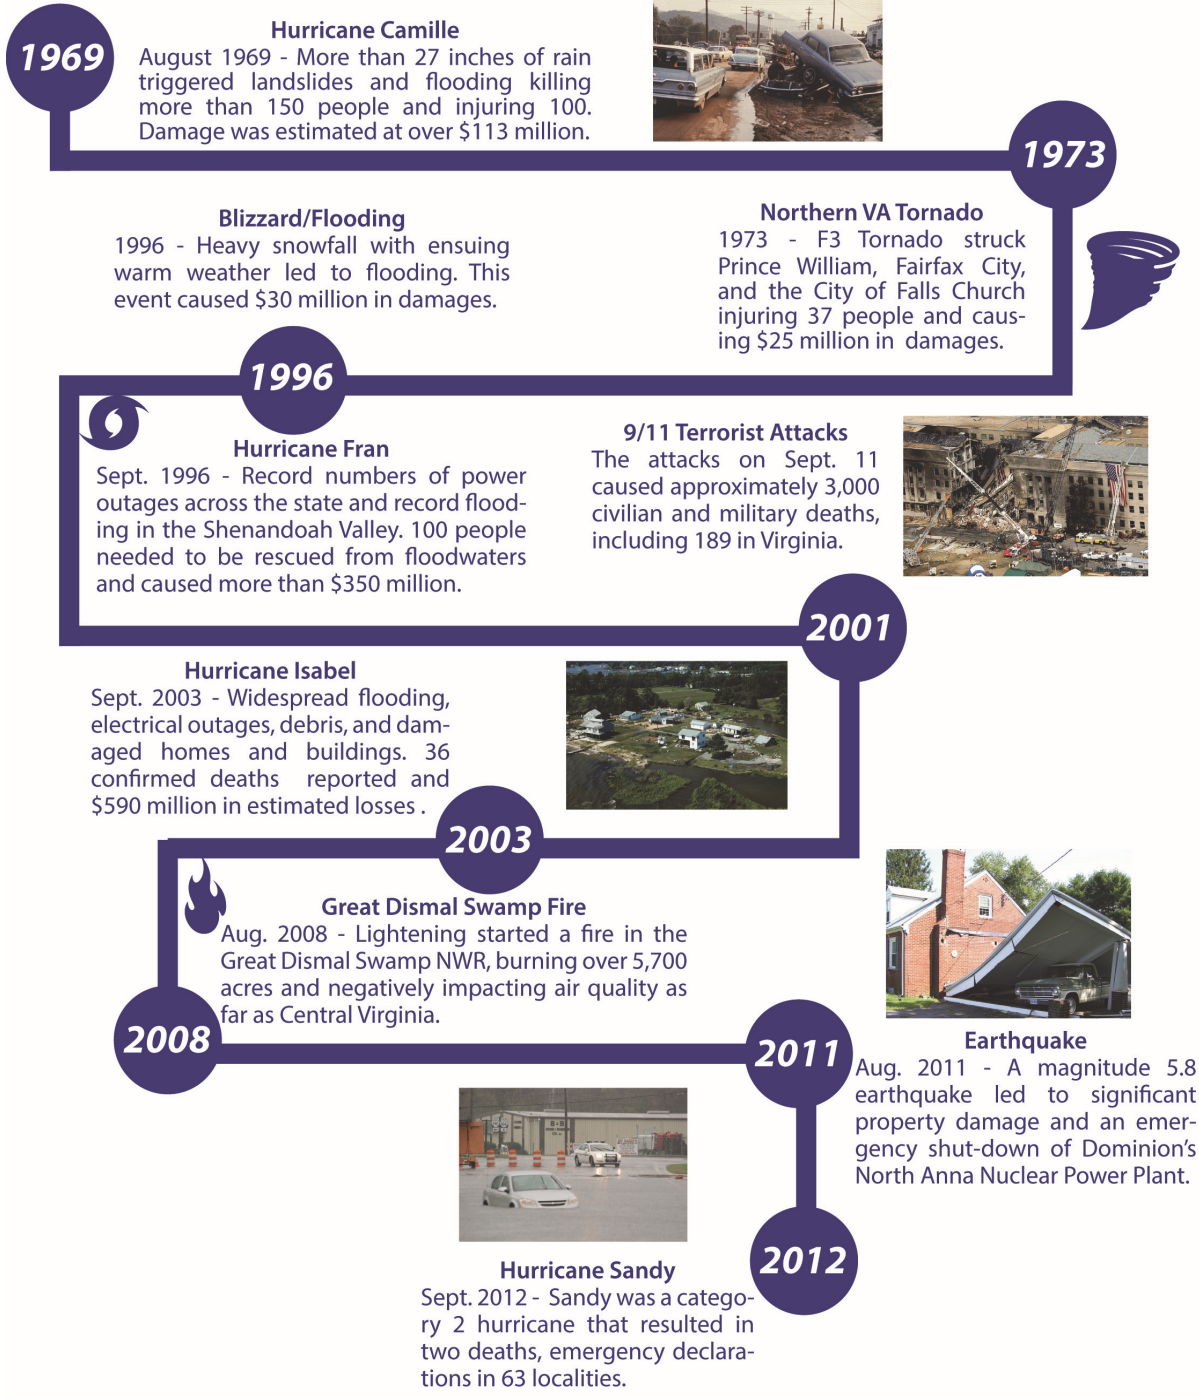 1969
Hurricane Camille
August 1969 - More than 27 inches of rain
triggered landslides and flooding killing
more than 150 people and injuring 100.
Damage was estimated at over $113 million.
1973
Northern VA Tornado
1973 - F3 Tornado struck
Prince William, Fairfax City,
and the City of Falls Church
injuring 37 people and caus-
ing $25 million in damages.
Blizzard/Flooding
1996 - Heavy snowfall with ensuing
warm weather led to flooding. This
event caused $30 million in damages.
1996
Hurricane Fran
Sept. 1996 - Record numbers of power
outages across the state and record flood-
ing in the Shenandoah Valley. 100 people
needed to be rescued from floodwaters
and caused more than $350 million.
9/11 Terrorist Attacks
The attacks on Sept. 11
caused approximately 3,000
civilian and military deaths,
including 189 in Virginia.
2001
Hurricane Isabel
Sept. 2003 - Widespread flooding,
electrical outages, debris, and dam-
aged homes and buildings. 36
confirmed deaths reported and
$590 million in estimated losses .
2003
Great Dismal Swamp Fire
Aug. 2008 - Lightening started a fire in the
Great Dismal Swamp NWR, burning over 5,700
acres and negatively impacting air quality as
far as Central Virginia.
2008
2011
Earthquake
Aug. 2011 - A magnitude 5.8
earthquake led to significant
property damage and an emer-
gency shut-down of Dominion's
North Anna Nuclear Power Plant.
2012
Hurricane Sandy
Sept. 2012 - Sandy was a catego-
ry 2 hurricane that resulted in
two deaths, emergency declara-
tions in 63 localities.